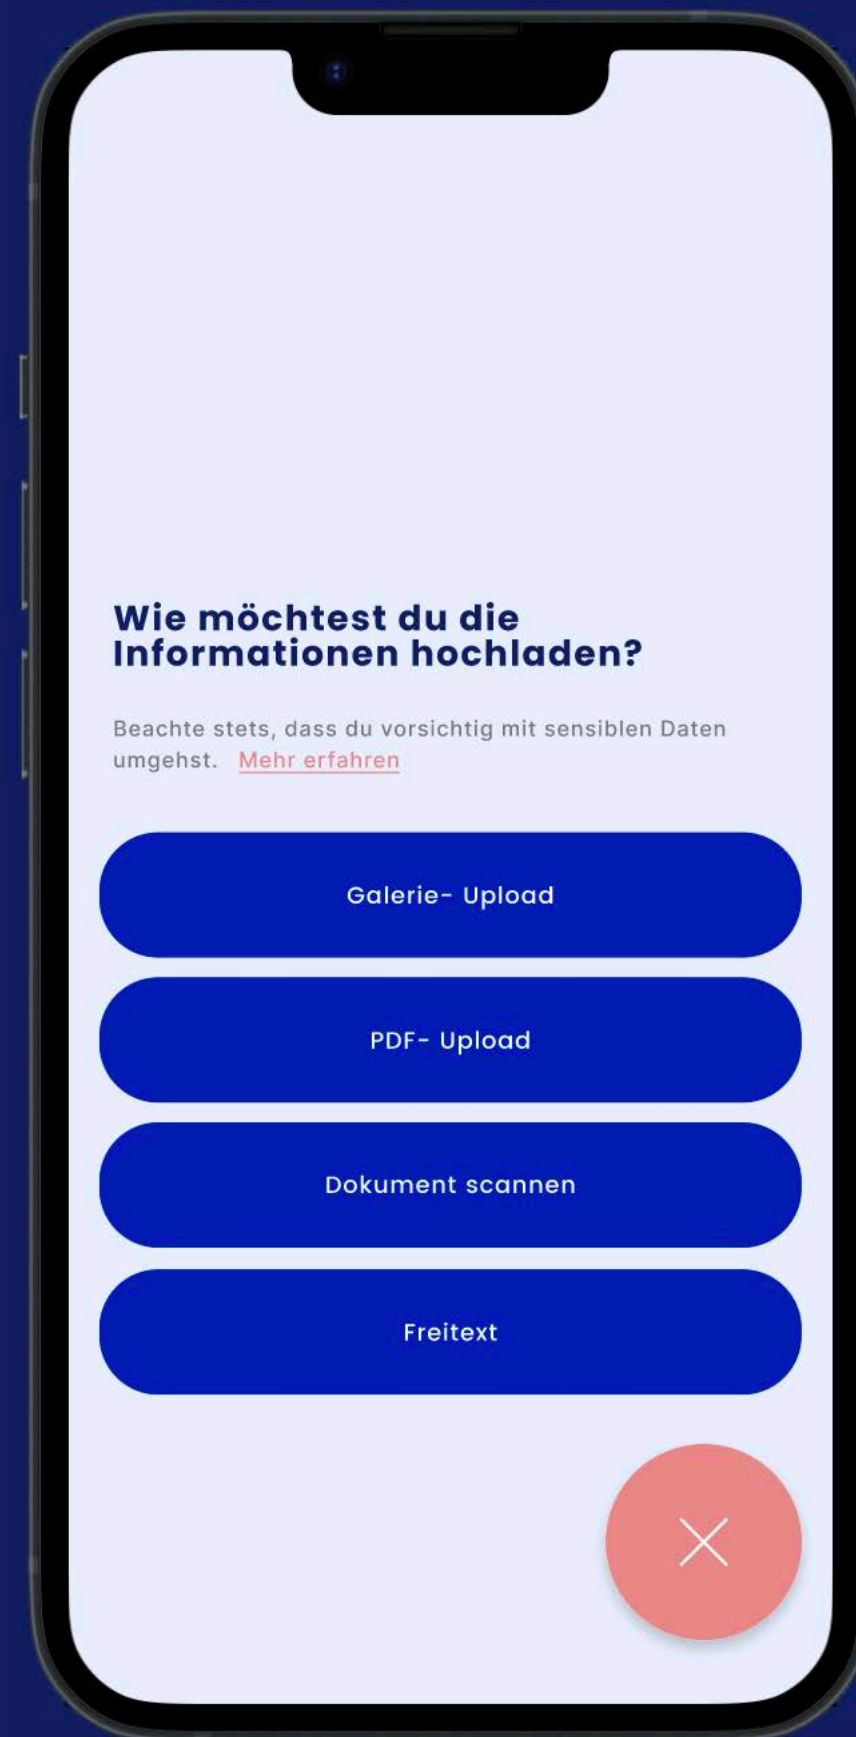 Wie möchtest du die
Informationen hochladen?
Beachte stets, dass du vorsichtig mit sensiblen Daten
umgehst. Mehr erfahren
Galerie- Upload
PDF- Upload
Dokument scannen
Freitext